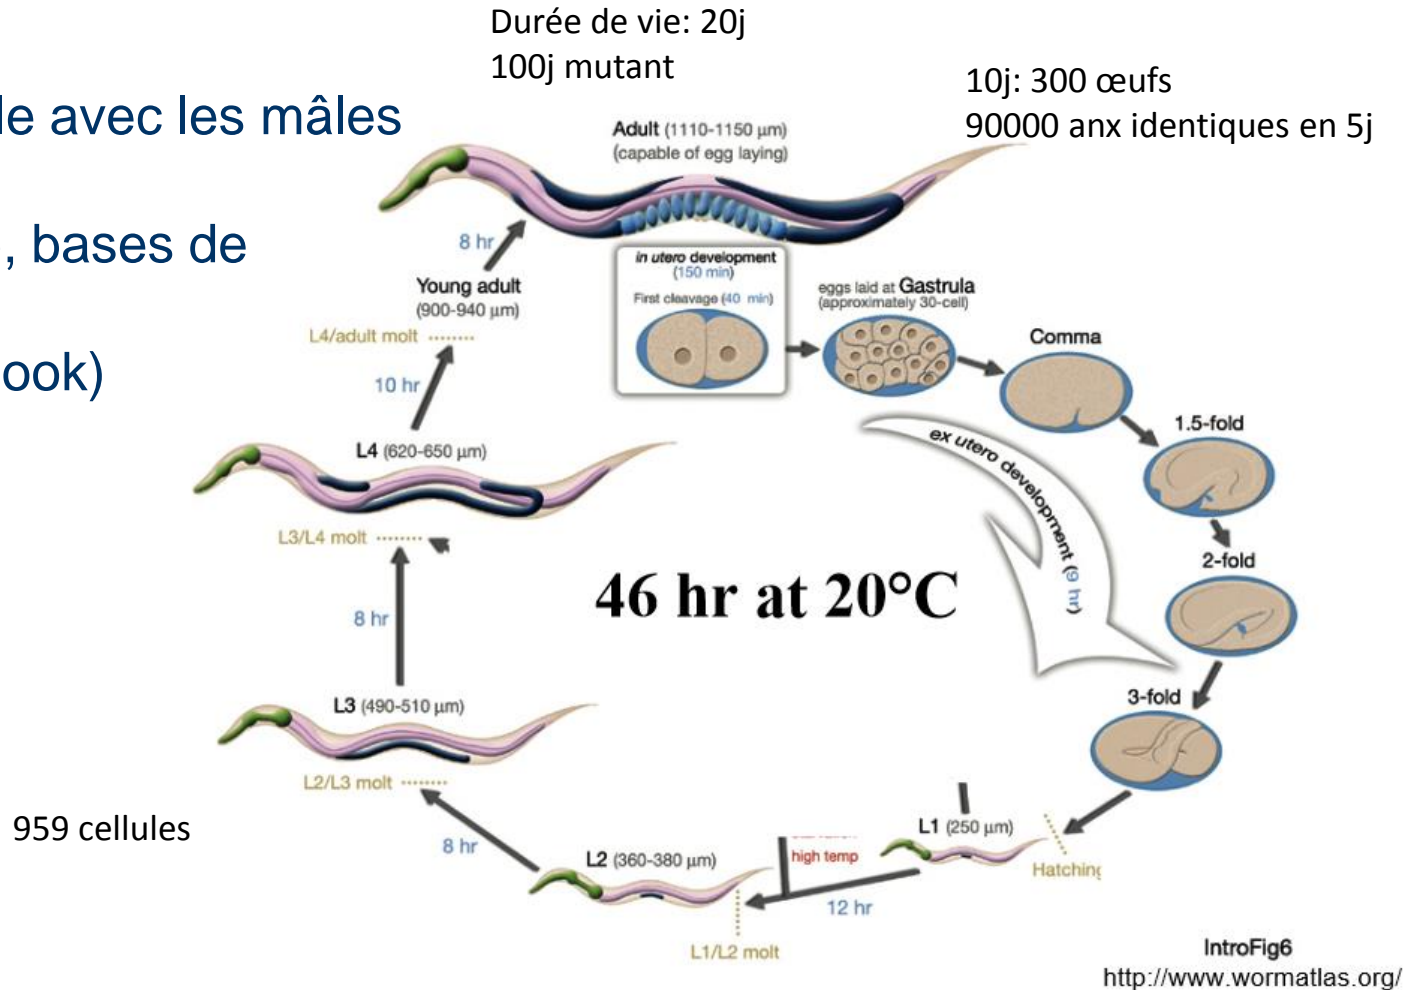 Durée de vie: 20j
100j mutant
10j: 300 œufs
90000 anx identiques en 5j
le avec les mâles
, bases de
ook)
Adult (1110-1150 μm)
(capable of egg laying)
8 hr
in utero development
(150 min)
First cleavage (40 min)
eggs laid at Gastrula
(approximately 30-cell)
Comma
1.5-fold
2-fold
3-fold
ex utero development (9 hr)
Young adult
(900-940 μm)
L4/adult molt
10 hr
L4 (620-650 μm)
L3/L4 molt
46 hr at 20°C
8 hr
L3 (490-510 μm)
L2/L3 molt
959 cellules
8 hr
L2 (360-380 μm)
high temp
L1 (250 μm)
Hatching
12 hr
L1/L2 molt
IntroFig6
http://www.wormatlas.org/